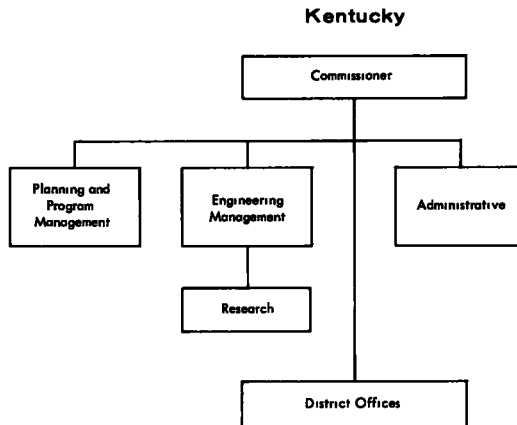 Kentucky
Commissioner
Planning and
Program
Management
Engineering
Management
Administrative
Research
District Offices